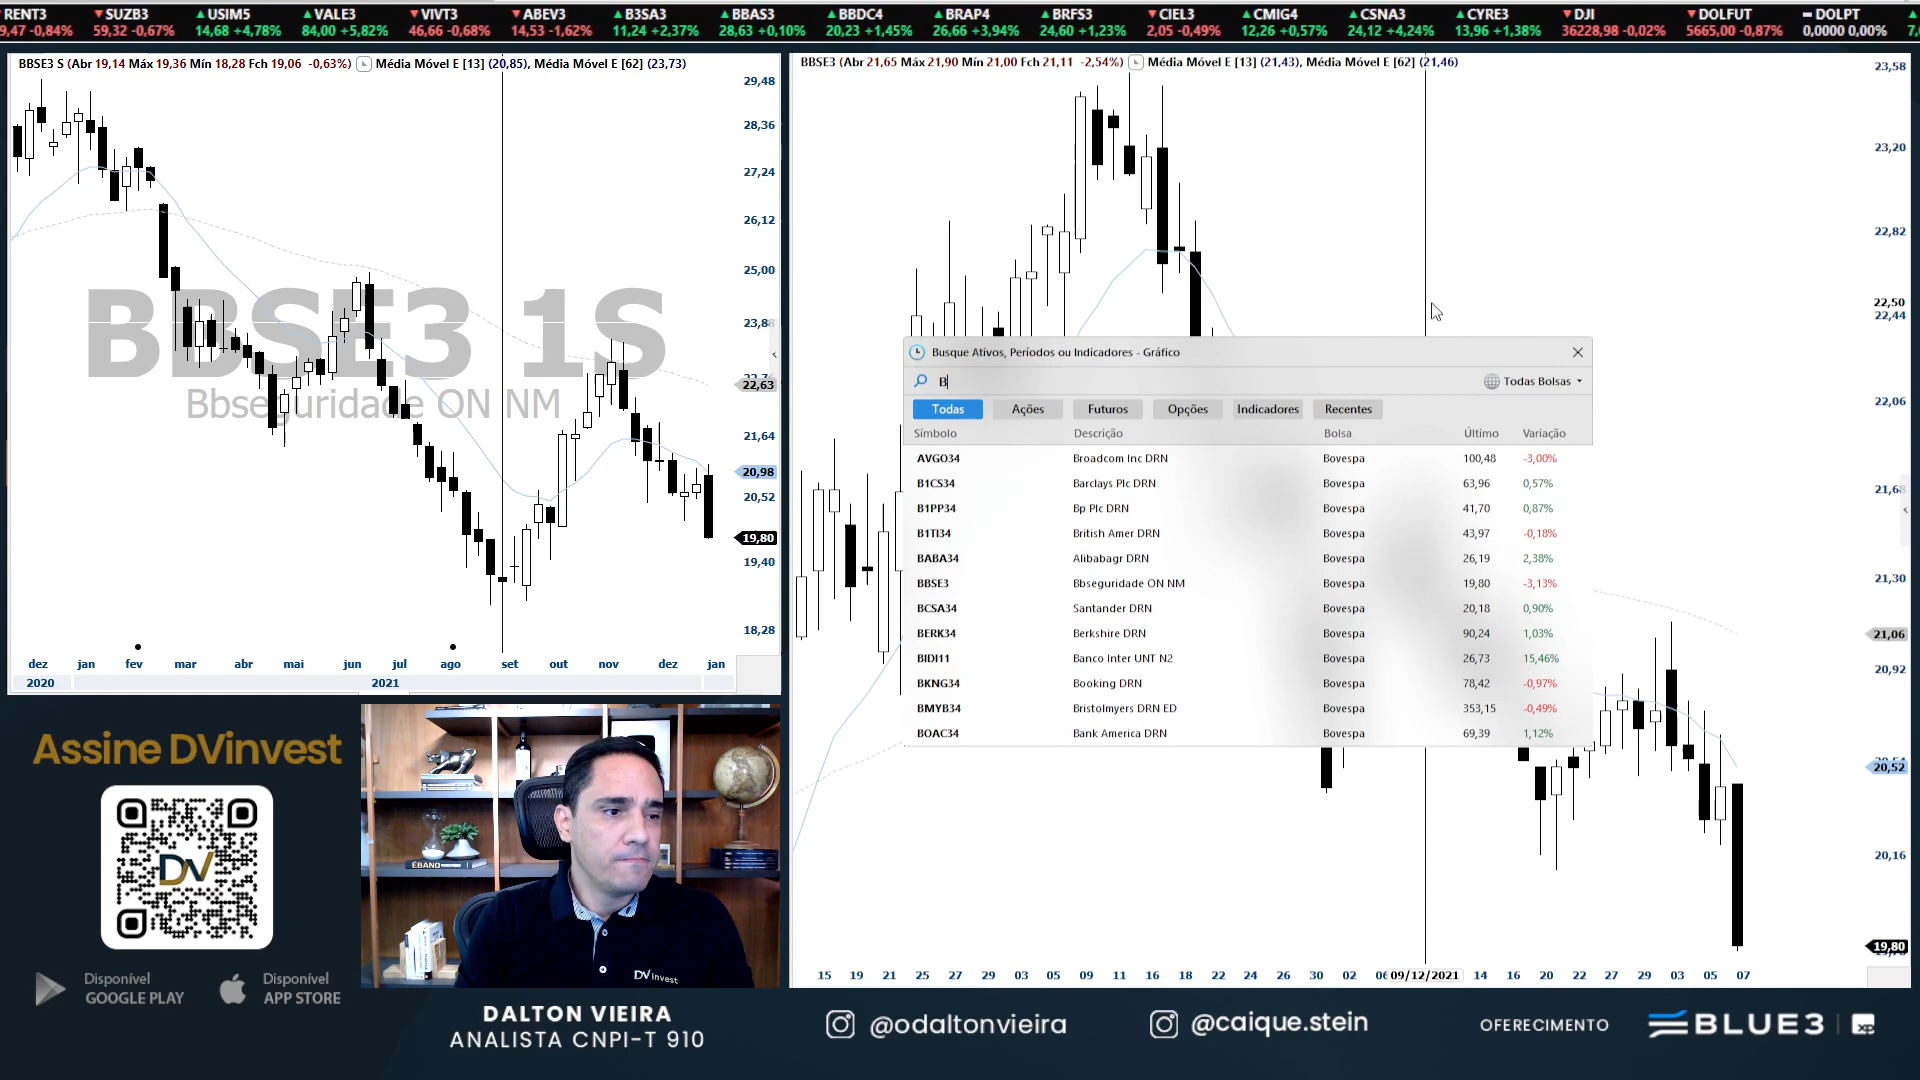 RENT3 SUZB3 USIM5 VALE3 VIVT3 ABEV3 B3SA3 BBAS3 BBDC4 BRAP4 BRFS3 CIEL3 CMIG4 CSNA3 CYRE3 DJI DOLFUT DOLPT
9,47 -0,84% 59,32 -0,67% 14,68 +4,78% 84,00 +5,82% 46,66 -0,68% 14,53 -1,62% 11,24 +2,37% 28,63 +0,10% 20,23 +1,45% 26,66 +3,94% 24,60 +1,23% 2,05 -0,49% 12,26 +0,57% 24,12 +4,24% 13,96 +1,38% 36228,98 -0,02% 5665,00 -0,87% 0,0000 0,00%
BBSE3 S (Abr 19,14 Máx 19,36 Mín 18,28 Fch 19,06 -0,63%) Média Móvel E [13] (20,85), Média Móvel E [62] (23,73)
29,48
28,36
27,24
26,12
25,00
23,88
22,63
21,64
20,98
20,52
19,80
19,40
18,28
BBSE3 1S
Bbseguridade ON NM
dez jan fev mar abr mai jun jul ago set out nov dez jan
2020 2021
BBSE3 (Abr 21,65 Máx 21,90 Mín 21,00 Fch 21,11 -2,54%) Média Móvel E [13] (21,43), Média Móvel E [62] (21,46)
23,58
23,20
22,82
22,50
22,44
22,06
21,68
21,30
21,06
20,92
20,52
20,16
19,80
Busque Ativos, Períodos ou Indicadores - Gráfico
B Todas Bolsas
Todas Ações Futuros Opções Indicadores Recentes
Símbolo Descrição Bolsa Último Variação
AVGO34 Broadcom Inc DRN Bovespa 100,48 -3,00%
B1CS34 Barclays Plc DRN Bovespa 63,96 0,57%
B1PP34 Bp Plc DRN Bovespa 41,70 0,87%
B1TI34 British Amer DRN Bovespa 43,97 -0,18%
BABA34 Alibabagr DRN Bovespa 26,19 2,38%
BBSE3 Bbseguridade ON NM Bovespa 19,80 -3,13%
BCSA34 Santander DRN Bovespa 20,18 0,90%
BERK34 Berkshire DRN Bovespa 90,24 1,03%
BIDI11 Banco Inter UNT N2 Bovespa 26,73 15,46%
BKNG34 Booking DRN Bovespa 78,42 -0,97%
BMYB34 Bristolmyers DRN ED Bovespa 353,15 -0,49%
BOAC34 Bank America DRN Bovespa 69,39 1,12%
15 19 21 25 27 29 03 05 09 11 16 18 22 24 26 30 02 06 09/12/2021 14 16 20 22 27 29 03 05 07
Assine DVinvest
DV
Disponível
GOOGLE PLAY
Disponível
APP STORE
ÉBANO
DVinvest
DALTON VIEIRA
ANALISTA CNPI-T 910
@odaltonvieira
@caique.stein
OFERECIMENTO
BLUE3
xp